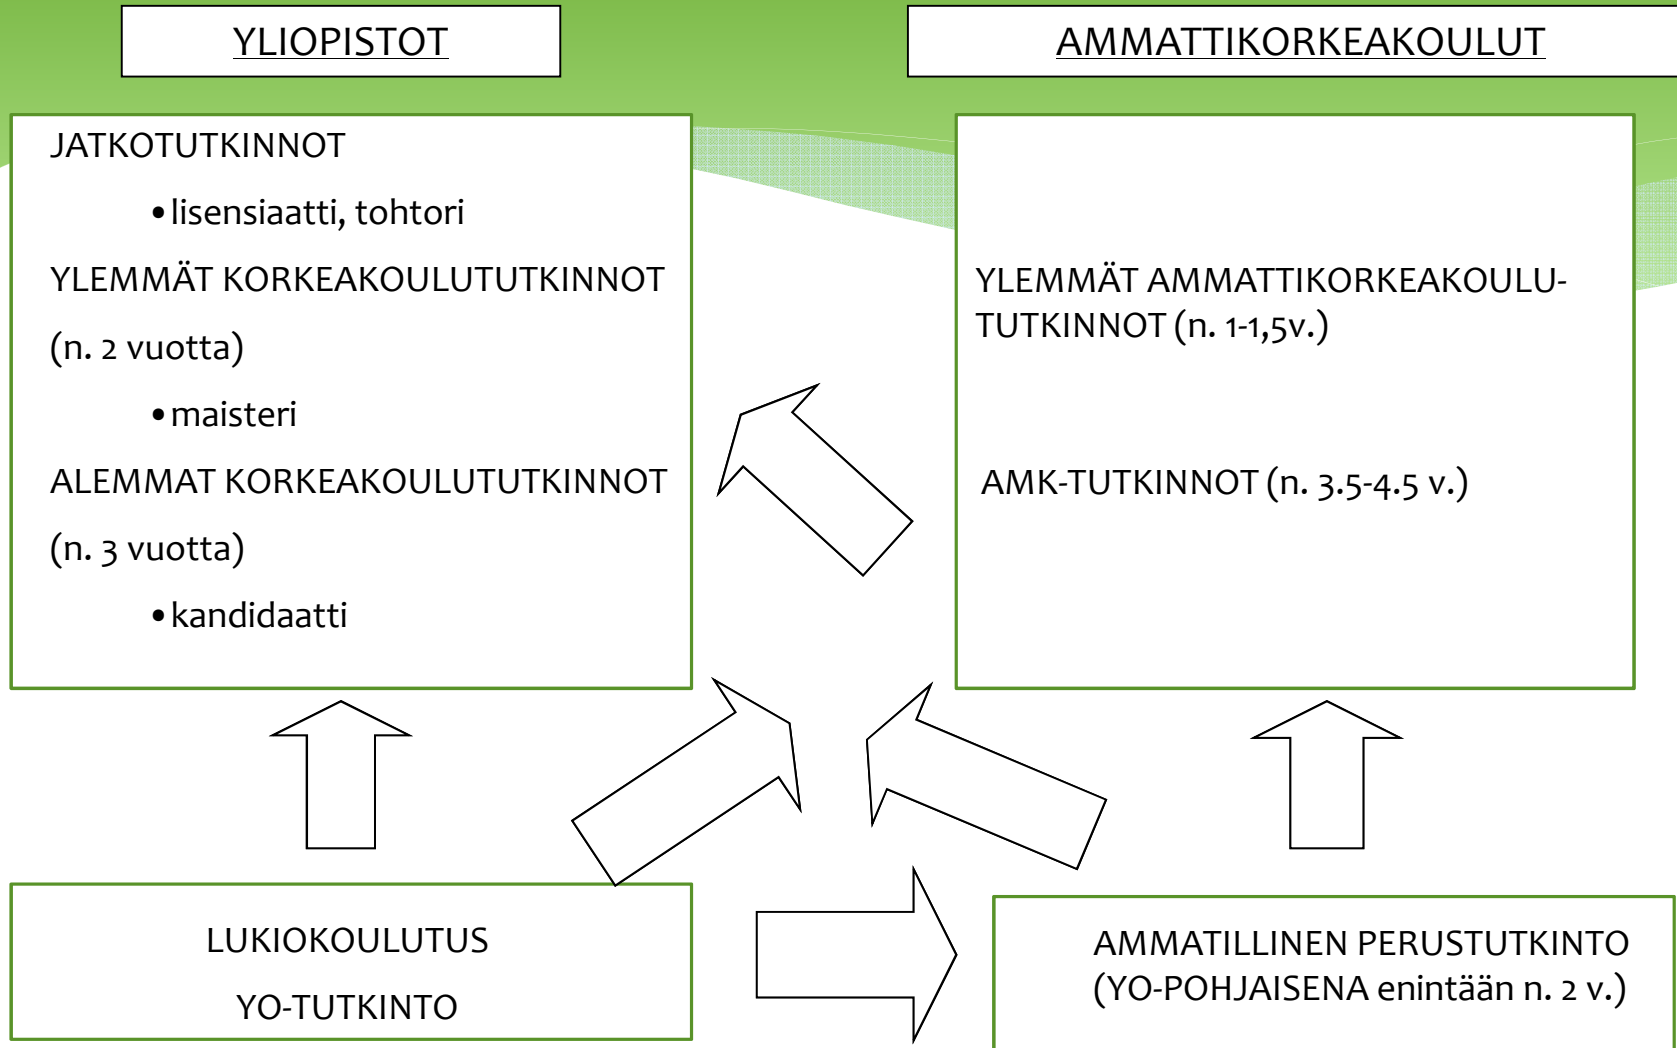 YLIOPISTOT
AMMATTIKORKEAKOULUT
JATKOTUTKINNOT
•lisensiaatti, tohtori
YLEMMÄT KORKEAKOULUTUTKINNOT
(n. 2 vuotta)
•maisteri
ALEMMAT KORKEAKOULUTUTKINNOT
(n. 3 vuotta)
•kandidaatti
YLEMMÄT AMMATTIKORKEAKOULU-
TUTKINNOT (n. 1-1,5v.)
AMK-TUTKINNOT (n. 3.5-4.5 v.)
LUKIOKOULUTUS
YO-TUTKINTO
AMMATILLINEN PERUSTUTKINTO
(YO-POHJAISENA enintään n. 2 v.)